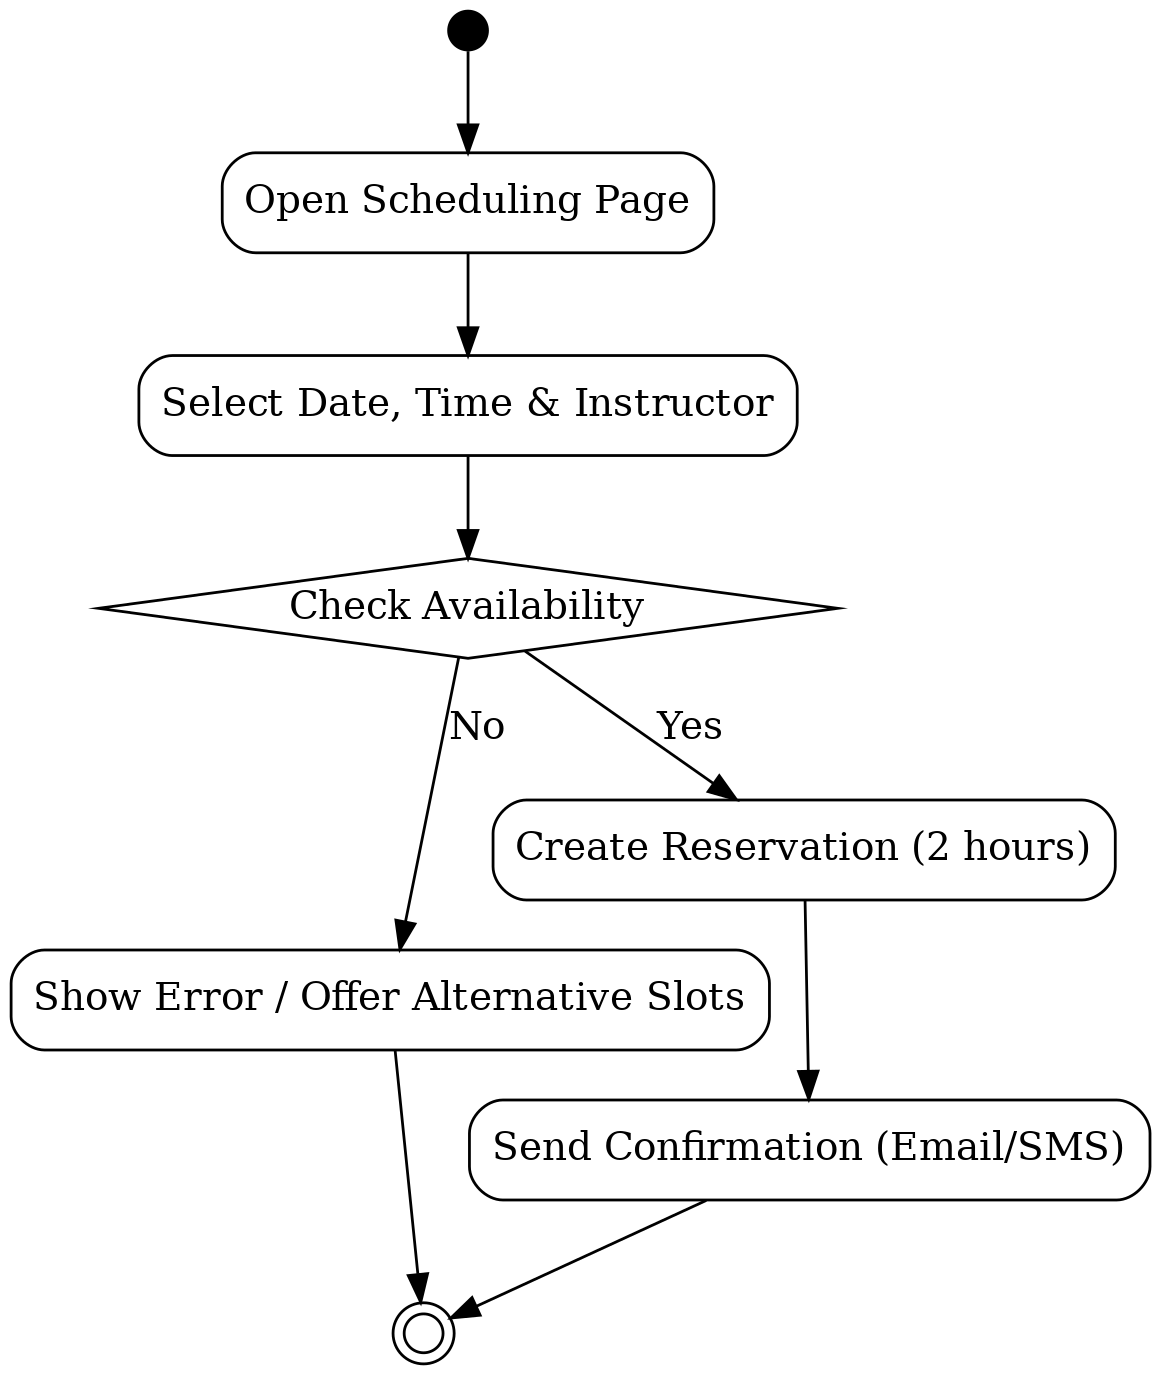 Open Scheduling Page
Select Date, Time & Instructor
Check Availability
No
Yes
Create Reservation (2 hours)
Show Error / Offer Alternative Slots
Send Confirmation (Email/SMS)